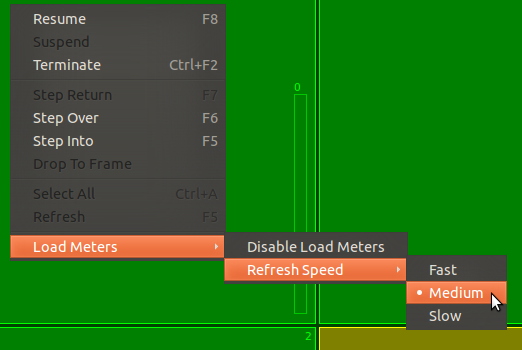 Resume F8
Suspend
Terminate Ctrl+F2
Step Return F7
Step Over F6
Step Into F5
Drop To Frame
Select All Ctrl+A
Refresh F5
Load Meters
Disable Load Meters
Refresh Speed
Fast
Medium
Slow
0
2